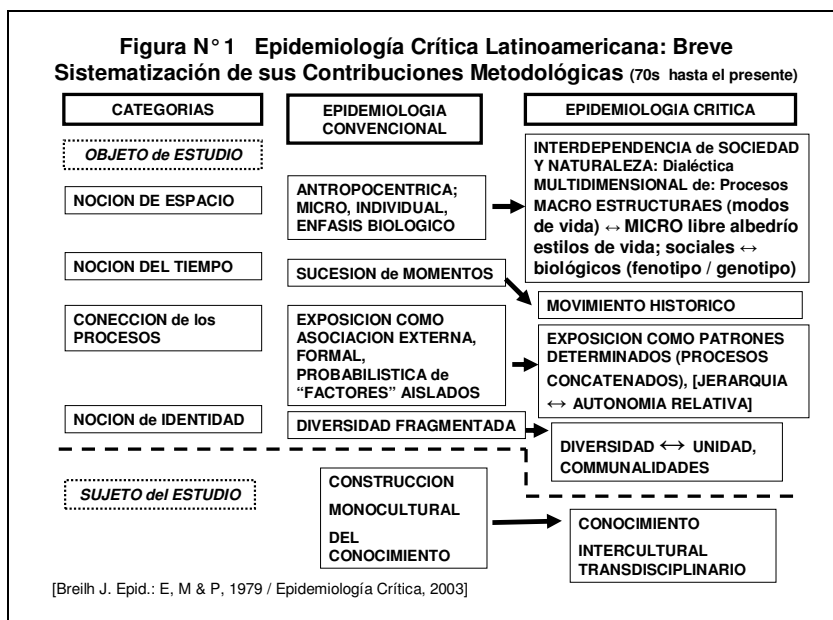 Figura N° 1 Epidemiología Crítica Latinoamericana: Breve
Sistematización de sus Contribuciones Metodológicas (70s hasta el presente)
CATEGORIAS
EPIDEMIOLOGIA
CONVENCIONAL
EPIDEMIOLOGIA CRITICA
OBJETO de ESTUDIO
NOCION DE ESPACIO
ANTROPOCENTRICA;
MICRO, INDIVIDUAL,
ENFASIS BIOLOGICO
INTERDEPENDENCIA de SOCIEDAD
Y NATURALEZA: Dialéctica
MULTIDIMENSIONAL de: Procesos
MACRO ESTRUCTURAES (modos
de vida) ↔ MICRO libre albedrío
estilos de vida; sociales ↔
biológicos (fenotipo / genotipo)
NOCION DEL TIEMPO
SUCESION de MOMENTOS
MOVIMIENTO HISTORICO
CONECCION de los
PROCESOS
EXPOSICION COMO
ASOCIACION EXTERNA,
FORMAL,
PROBABILISTICA de
“FACTORES” AISLADOS
EXPOSICION COMO PATRONES
DETERMINADOS (PROCESOS
CONCATENADOS), [JERARQUIA
↔ AUTONOMIA RELATIVA]
NOCION de IDENTIDAD
DIVERSIDAD FRAGMENTADA
DIVERSIDAD ↔ UNIDAD,
COMMUNALIDADES
SUJETO del ESTUDIO
CONSTRUCCION
MONOCULTURAL
DEL
CONOCIMIENTO
CONOCIMIENTO
INTERCULTURAL
TRANSDISCIPLINARIO
[Breilh J. Epid.: E, M & P, 1979 / Epidemiología Crítica, 2003]